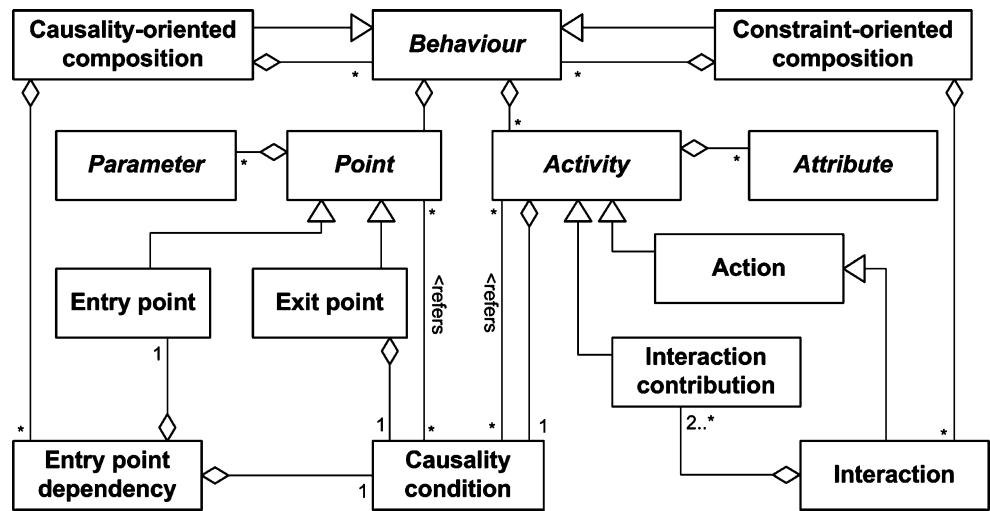 Causality-oriented
composition
Behaviour
Constraint-oriented
composition
*
*
*
Parameter
*
Point
Activity
*
Attribute
*
*
Entry point
Exit point
<refers
<refers
Action
1
Interaction
contribution
*
1
*
*
1
2..*
*
Entry point
dependency
1
Causality
condition
Interaction